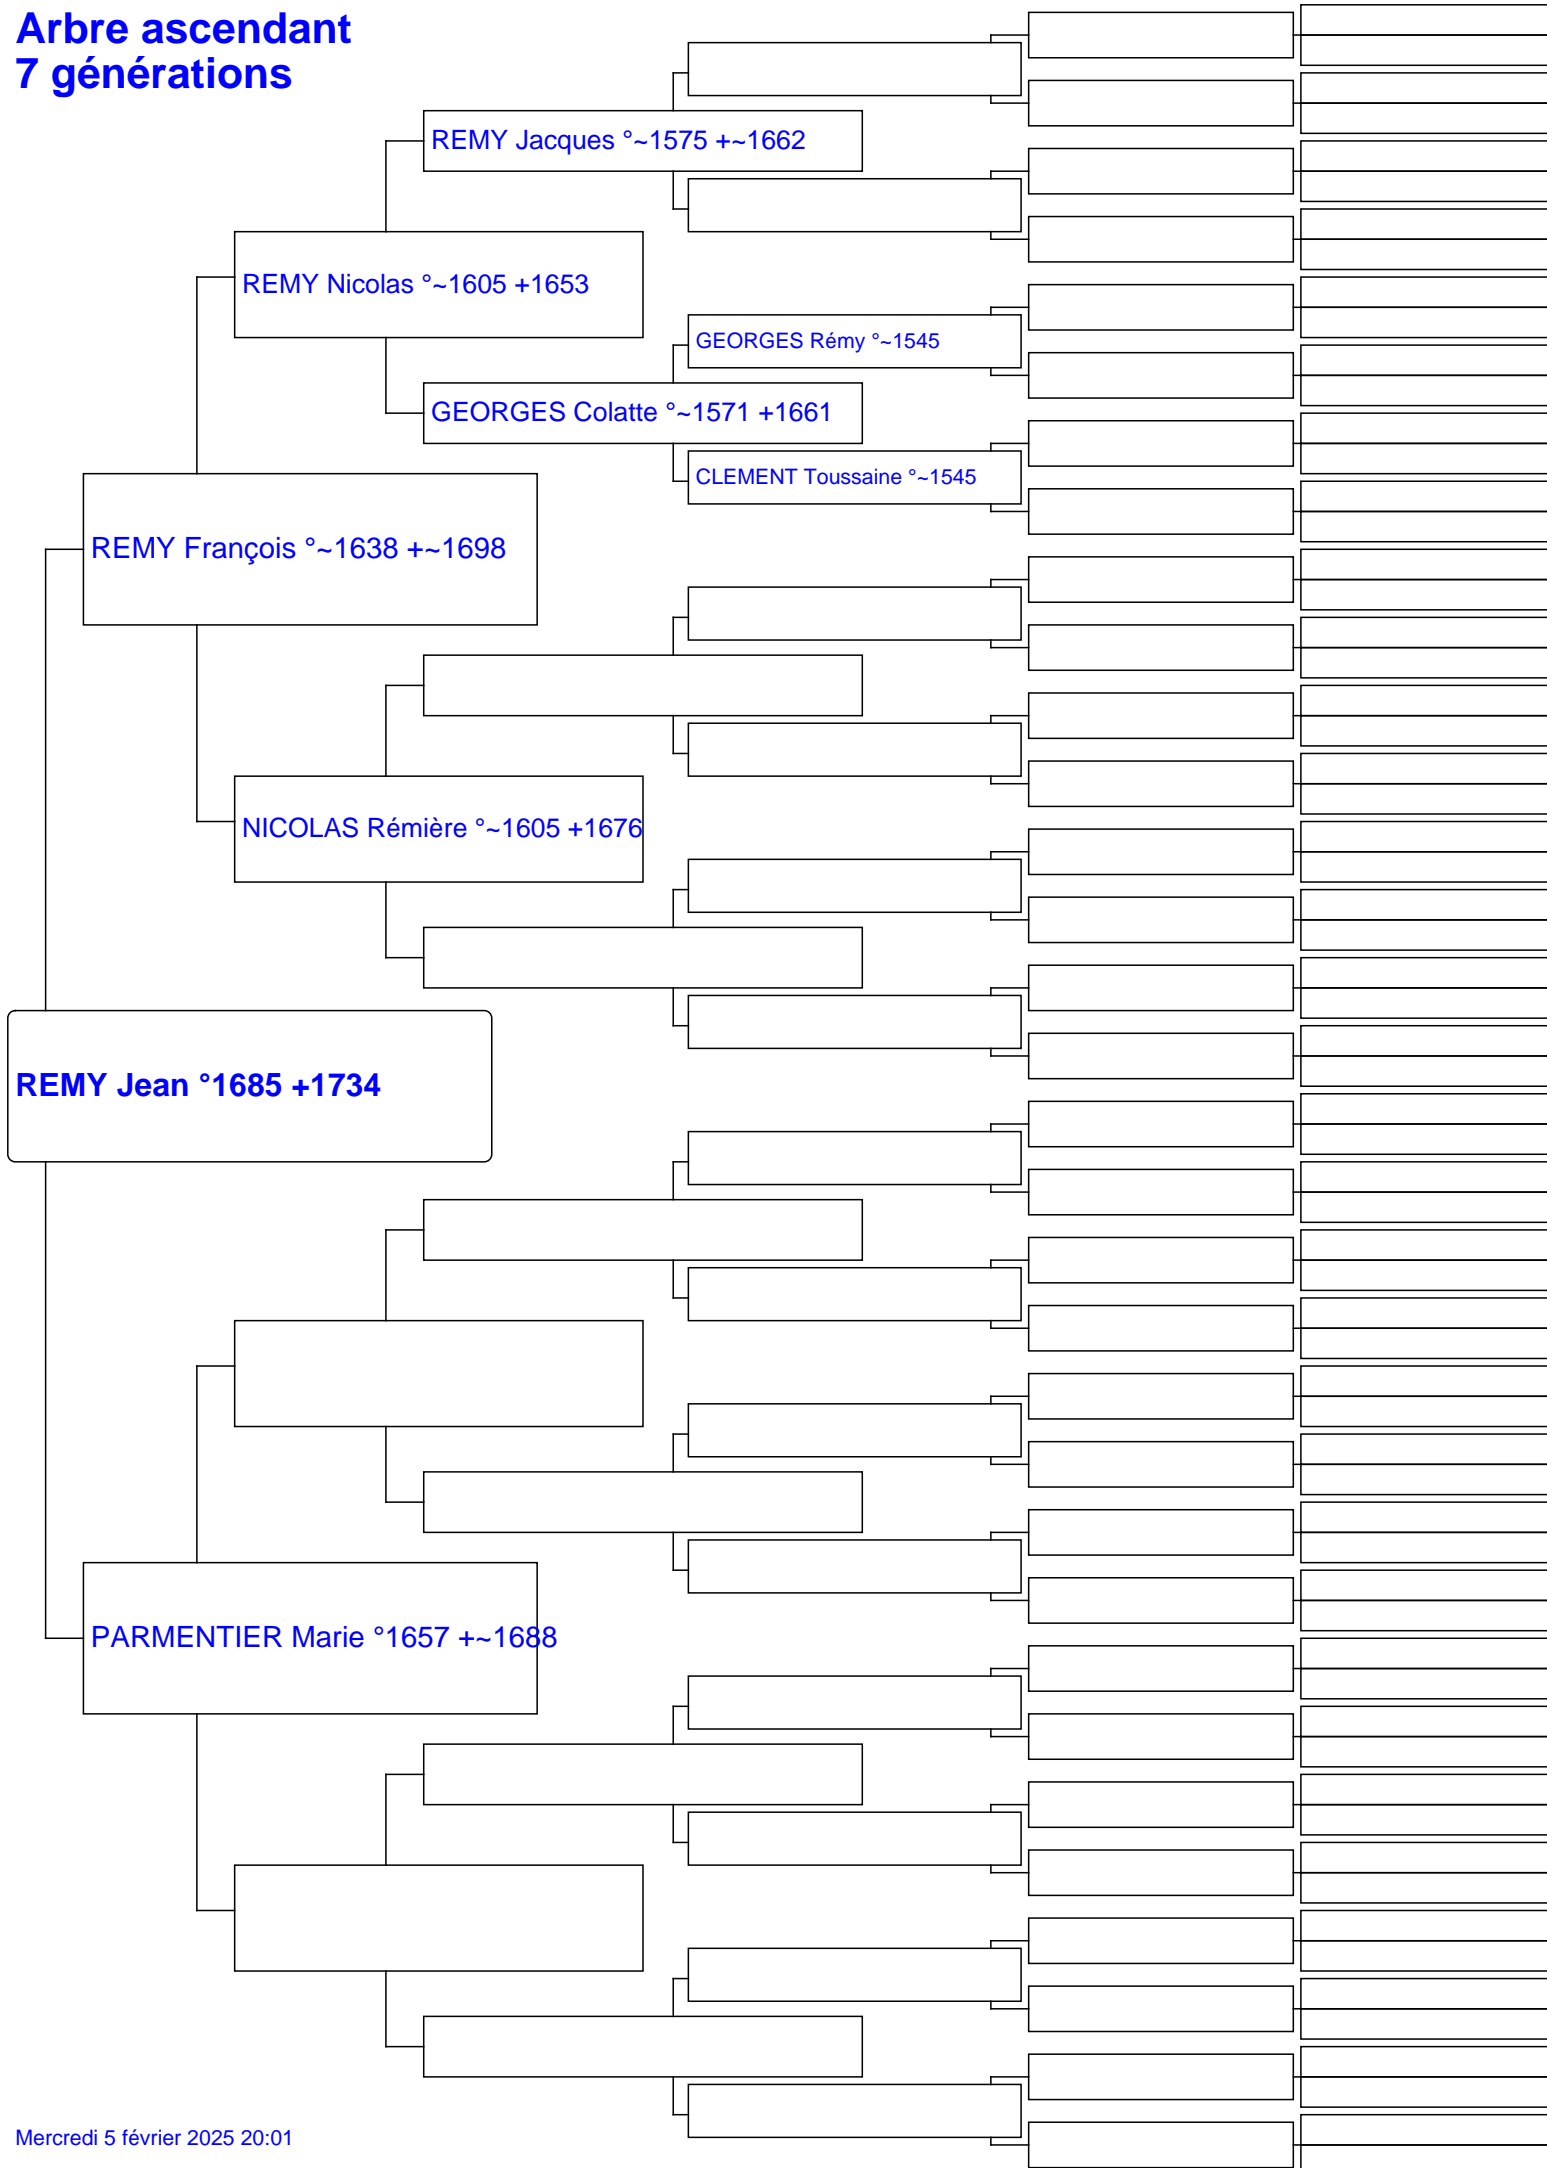 Arbre ascendant
7 générations
REMY Jacques °~1575 +~1662
REMY Nicolas °~1605 +1653
GEORGES Rémy °~1545
GEORGES Colatte °~1571 +1661
CLEMENT Toussaine °~1545
REMY François °~1638 +~1698
NICOLAS Rémière °~1605 +1676
REMY Jean °1685 +1734
PARMENTIER Marie °1657 +~1688
Mercredi 5 février 2025 20:01